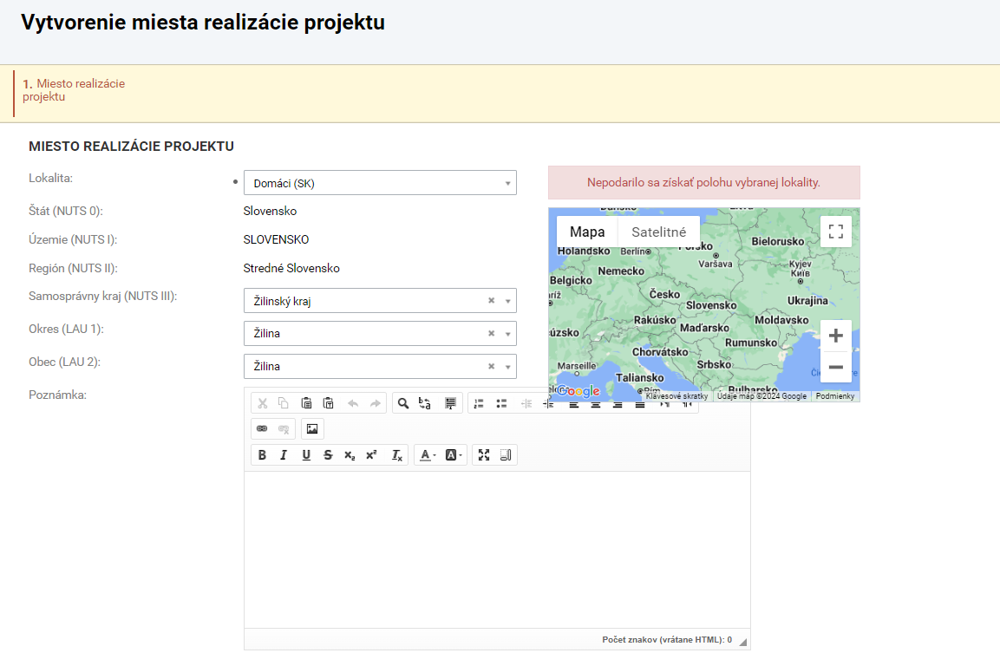 Vytvorenie miesta realizácie projektu
1. Miesto realizácie
projektu
MIESTO REALIZÁCIE PROJEKTU
Lokalita:
Domáci (SK)
Nepodarilo sa získať polohu vybranej lokality.
Štát (NUTS 0):
Slovensko
Územie (NUTS I):
SLOVENSKO
Región (NUTS II):
Stredné Slovensko
Samosprávny kraj (NUTS III):
Žilinský kraj
Okres (LAU 1):
Žilina
Obec (LAU 2):
Žilina
Poznámka:
Mapa
Satelitné
Holandsko
Berlín
Varšava
Bielorusko
Nemecko
Kyjev
Київ
Belgicko
Česko
Slovensko
Ukrajina
Rakúsko
Maďarsko
Moldavsko
Rumunsko
Chorvátsko
Srbsko
Marseille
Taliansko
Rím
Bulharsko
Google
Klávesové skratky
Údaje máp ©2024 Google
Podmienky
B I U S x₂ x² Tx
A A
Počet znakov (vrátane HTML): 0